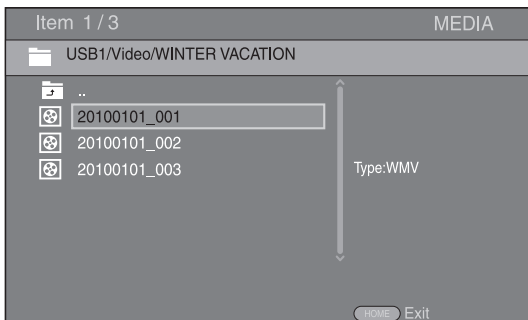 Item 1/3 MEDIA
USB1/Video/WINTER VACATION
..
20100101_001
20100101_002
20100101_003
Type:WMV
HOME Exit